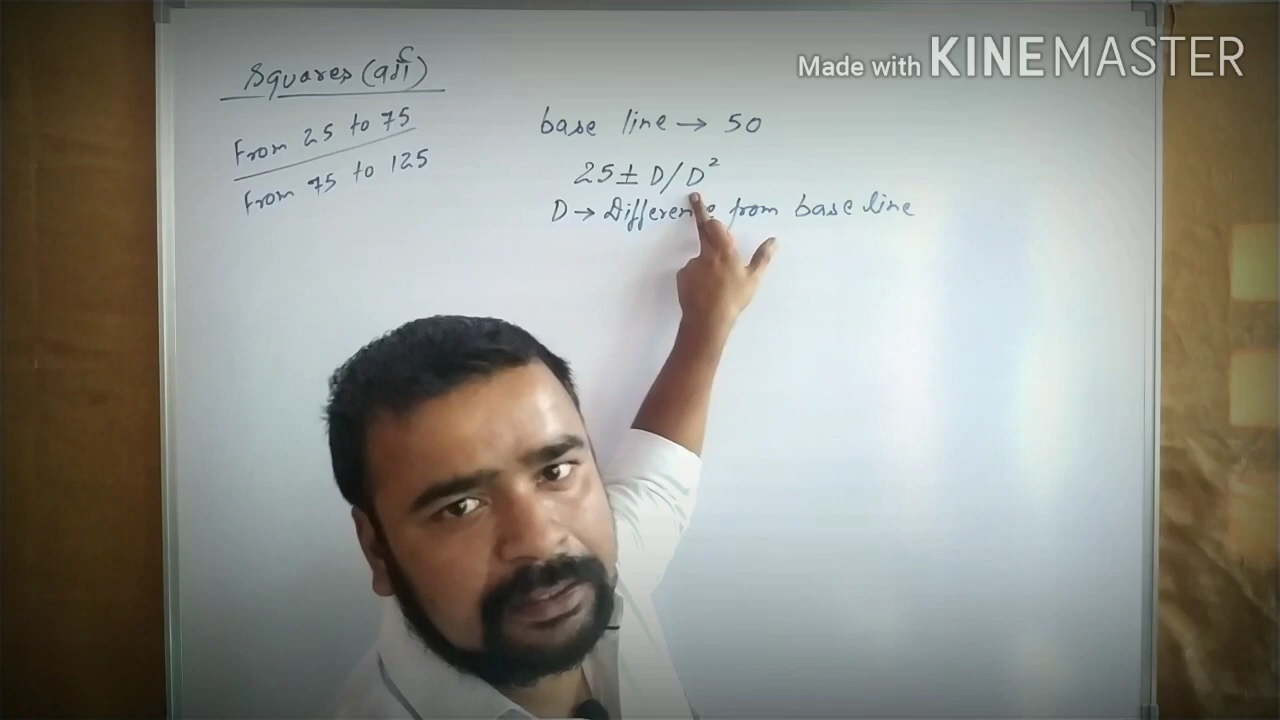 Made with KINEMASTER
Squares (वर्ग)
From 25 to 75
From 75 to 125
base line → 50
25 ± D/D²
D → Difference from base line